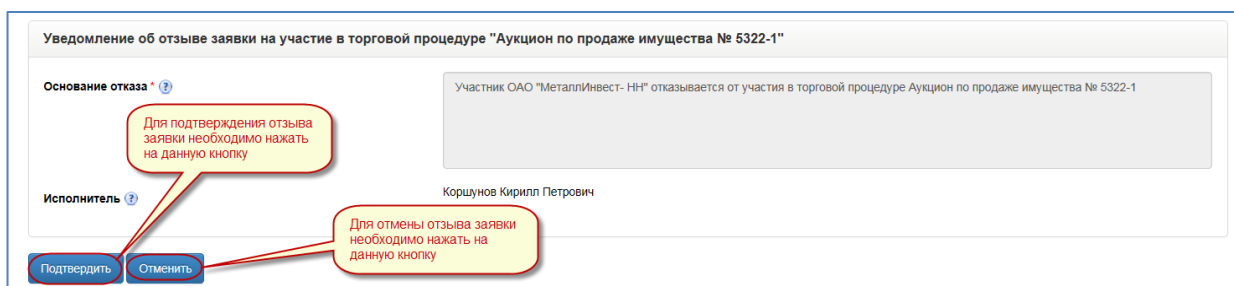 Уведомление об отзыве заявки на участие в торговой процедуре "Аукцион по продаже имущества № 5322-1"
Основание отказа * ?
Участник ОАО "МеталлИнвест- НН" отказывается от участия в торговой процедуре Аукцион по продаже имущества № 5322-1
Для подтверждения отзыва
заявки необходимо нажать
на данную кнопку
Исполнитель ?
Коршунов Кирилл Петрович
Для отмены отзыва заявки
необходимо нажать на
данную кнопку
Подтвердить
Отменить